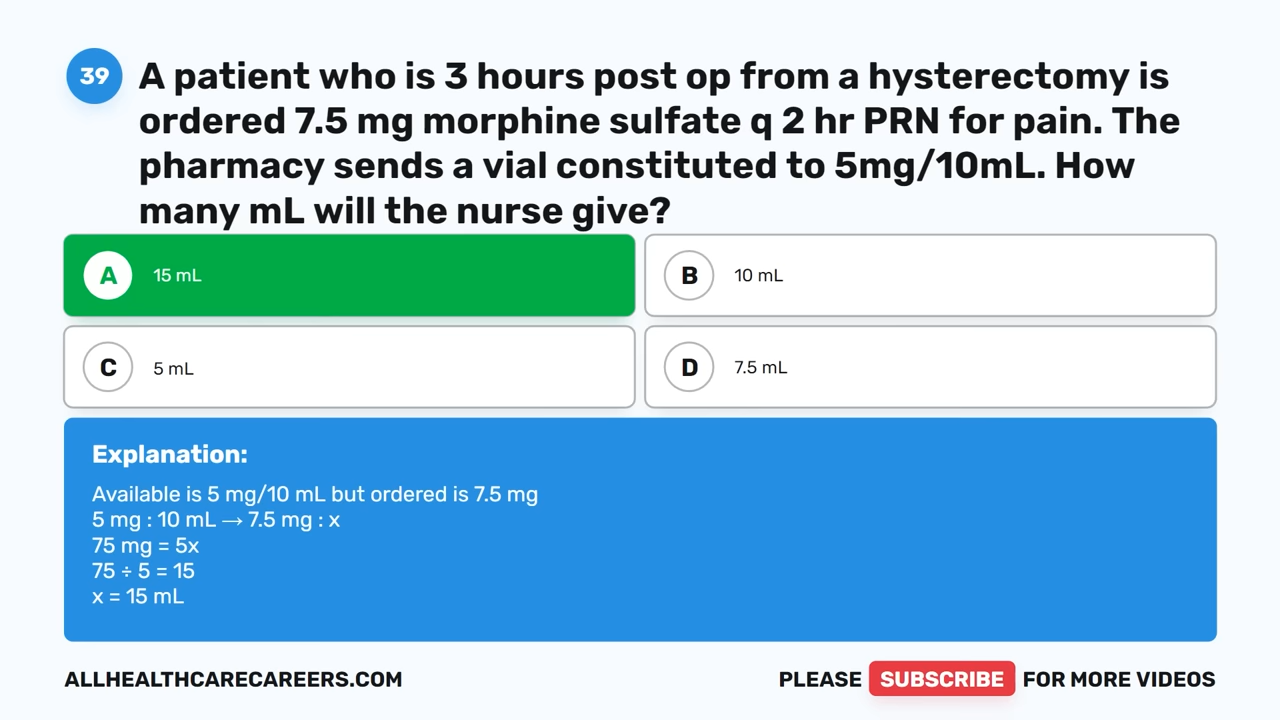 39
A patient who is 3 hours post op from a hysterectomy is
ordered 7.5 mg morphine sulfate q 2 hr PRN for pain. The
pharmacy sends a vial constituted to 5mg/10mL. How
many mL will the nurse give?
A 15 mL
B 10 mL
C 5 mL
D 7.5 mL
Explanation:
Available is 5 mg/10 mL but ordered is 7.5 mg
5 mg : 10 mL → 7.5 mg : x
75 mg = 5x
75 ÷ 5 = 15
x = 15 mL
ALLHEALTHCARECAREERS.COM
PLEASE SUBSCRIBE FOR MORE VIDEOS